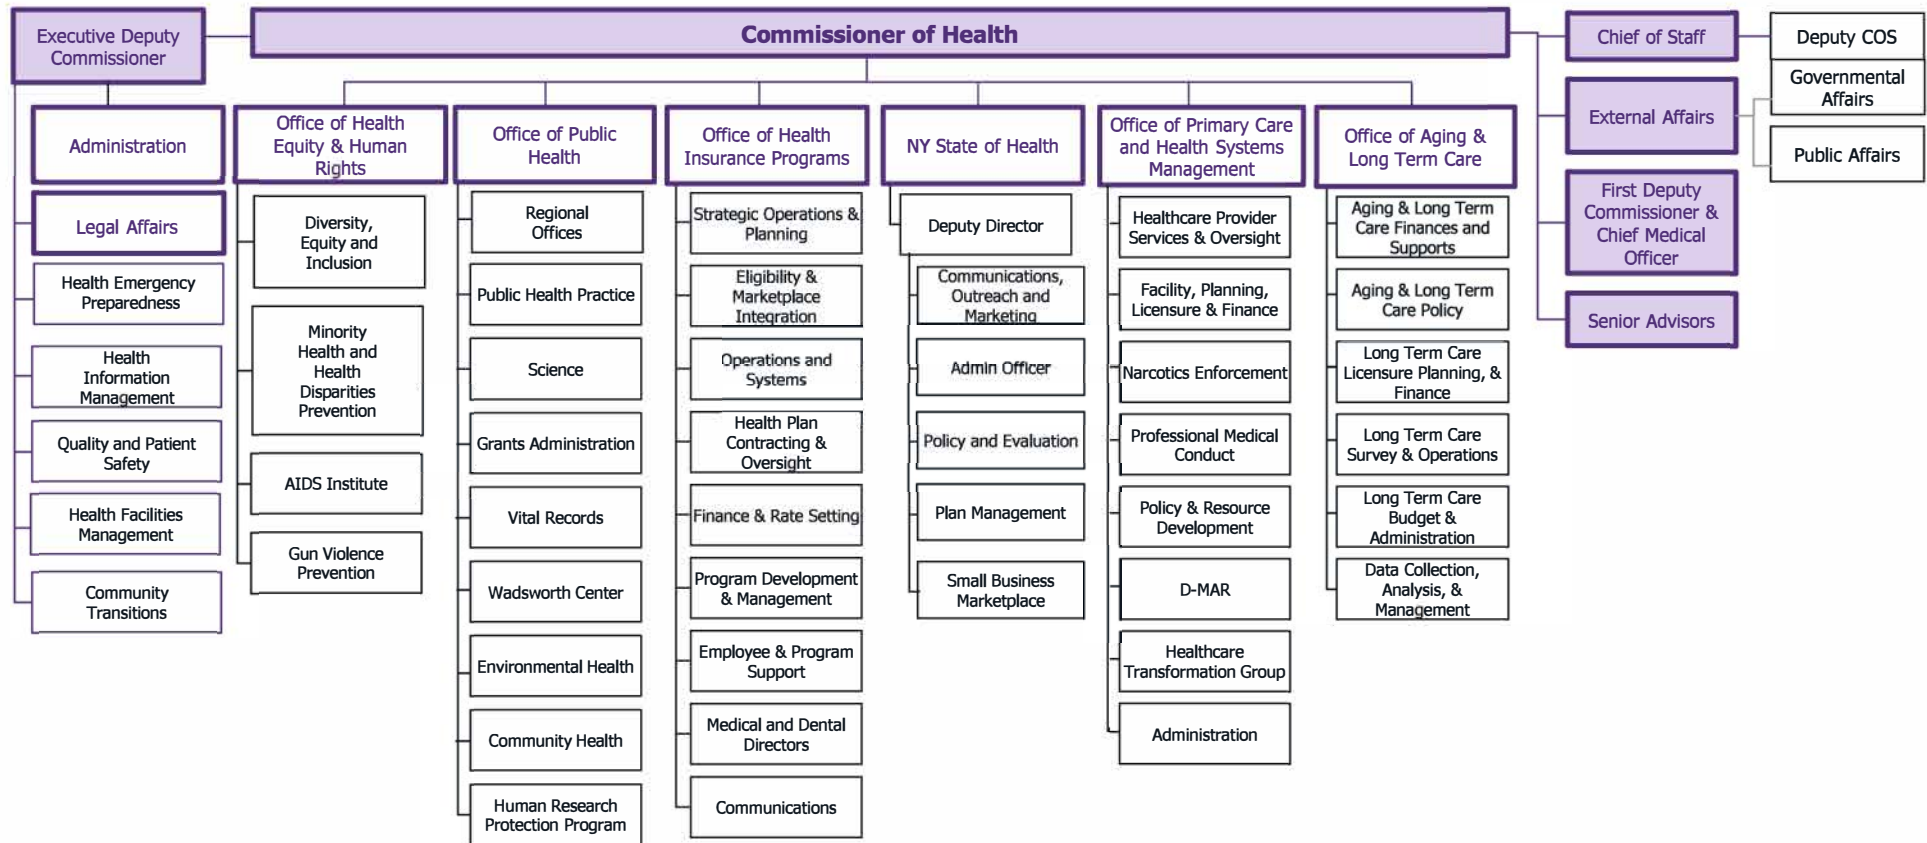 Executive Deputy
Commissioner
Commissioner of Health
Chief of Staff
Deputy COS
External Affairs
Governmental
Affairs
Public Affairs
First Deputy
Commissioner &
Chief Medical
Officer
Senior Advisors
Administration
Legal Affairs
Health Emergency
Preparedness
Health
Information
Management
Quality and Patient
Safety
Health Facilities
Management
Community
Transitions
Office of Health
Equity & Human
Rights
Diversity,
Equity and
Inclusion
Minority
Health and
Health
Disparities
Prevention
AIDS Institute
Gun Violence
Prevention
Office of Public
Health
Regional
Offices
Public Health Practice
Science
Grants Administration
Vital Records
Wadsworth Center
Environmental Health
Community Health
Human Research
Protection Program
Office of Health
Insurance Programs
Strategic Operations &
Planning
Eligibility &
Marketplace
Integration
Operations and
Systems
Health Plan
Contracting &
Oversight
Finance & Rate Setting
Program Development
& Management
Employee & Program
Support
Medical and Dental
Directors
Communications
NY State of Health
Deputy Director
Communications,
Outreach and
Marketing
Admin Officer
Policy and Evaluation
Plan Management
Small Business
Marketplace
Office of Primary Care
and Health Systems
Management
Healthcare Provider
Services & Oversight
Facility, Planning,
Licensure & Finance
Narcotics Enforcement
Professional Medical
Conduct
Policy & Resource
Development
D-MAR
Healthcare
Transformation Group
Administration
Office of Aging &
Long Term Care
Aging & Long Term
Care Finances and
Supports
Aging & Long Term
Care Policy
Long Term Care
Licensure Planning, &
Finance
Long Term Care
Survey & Operations
Long Term Care
Budget &
Administration
Data Collection,
Analysis, &
Management